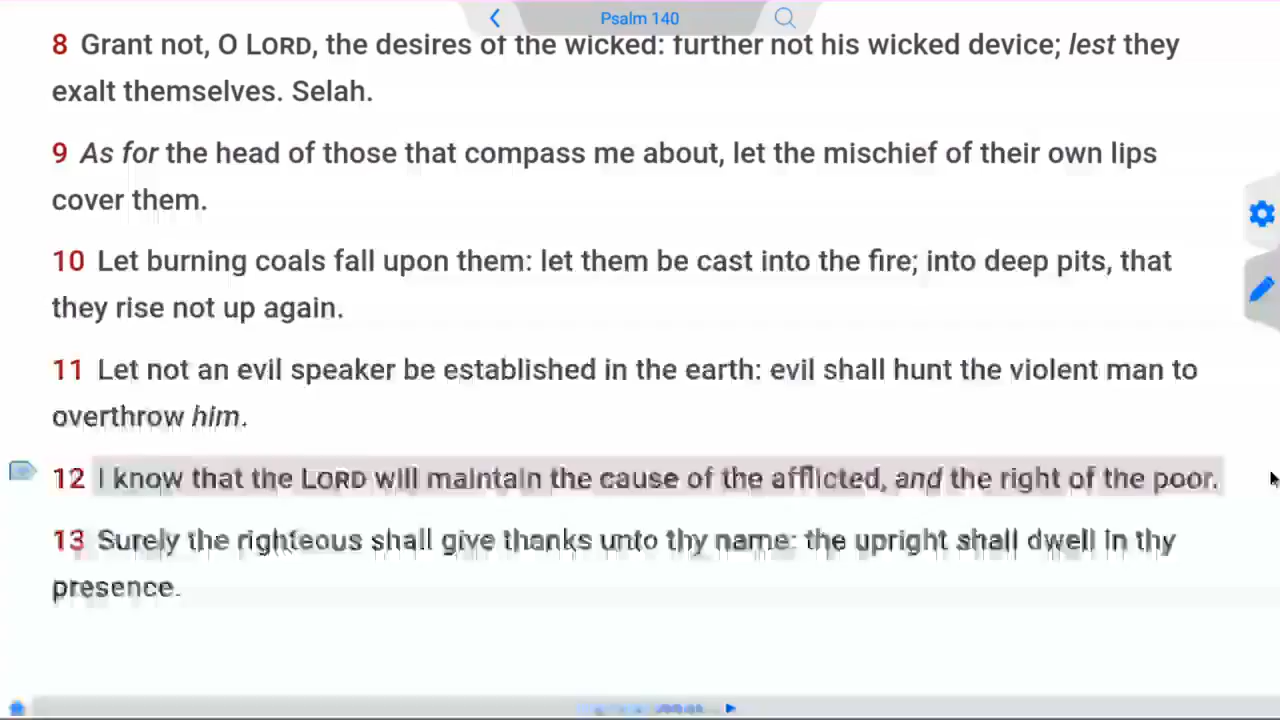 Psalm 140
8 Grant not, O LORD, the desires of the wicked: further not his wicked device; lest they
exalt themselves. Selah.
9 As for the head of those that compass me about, let the mischief of their own lips
cover them.
10 Let burning coals fall upon them: let them be cast into the fire; into deep pits, that
they rise not up again.
11 Let not an evil speaker be established in the earth: evil shall hunt the violent man to
overthrow him.
12 I know that the LORD will maintain the cause of the afflicted, and the right of the poor.
13 Surely the righteous shall give thanks unto thy name: the upright shall dwell in thy
presence.